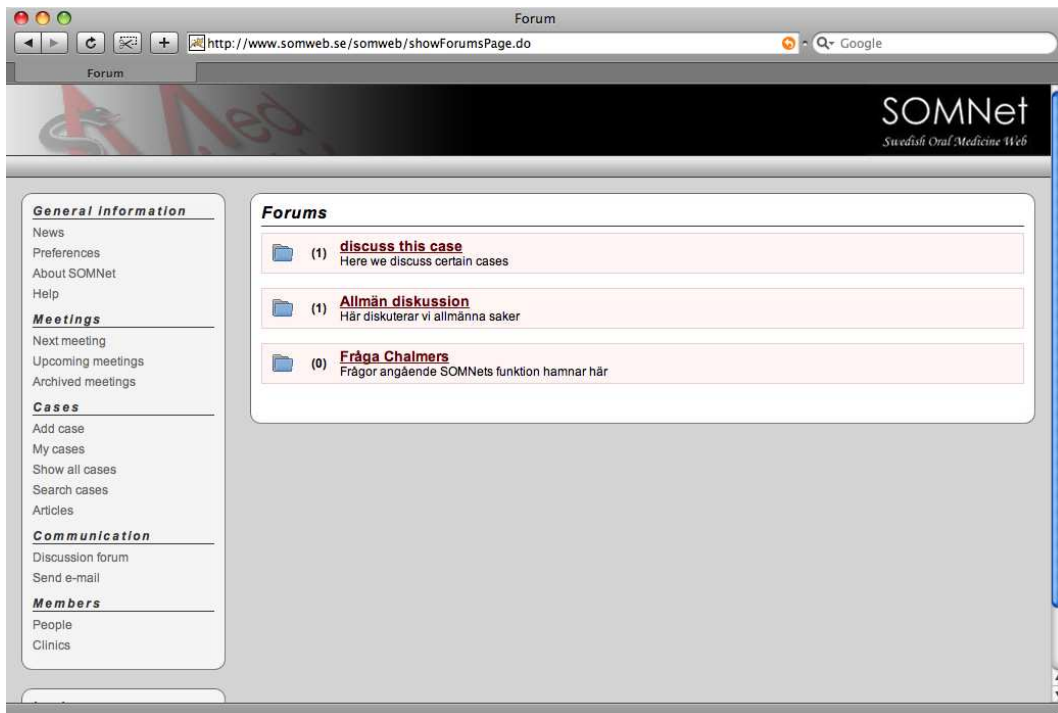 Forum
http://www.somweb.se/somweb/showForumsPage.do
Google
Forum
Med
SOMNet
Swedish Oral Medicine Web
General information
News
Preferences
About SOMNet
Help
Meetings
Next meeting
Upcoming meetings
Archived meetings
Cases
Add case
My cases
Show all cases
Search cases
Articles
Communication
Discussion forum
Send e-mail
Members
People
Clinics
Forums
(1) discuss this case
Here we discuss certain cases
(1) Allmän diskussion
Här diskuterar vi allmänna saker
(0) Fråga Chalmers
Frågor angående SOMNets funktion hamnar här